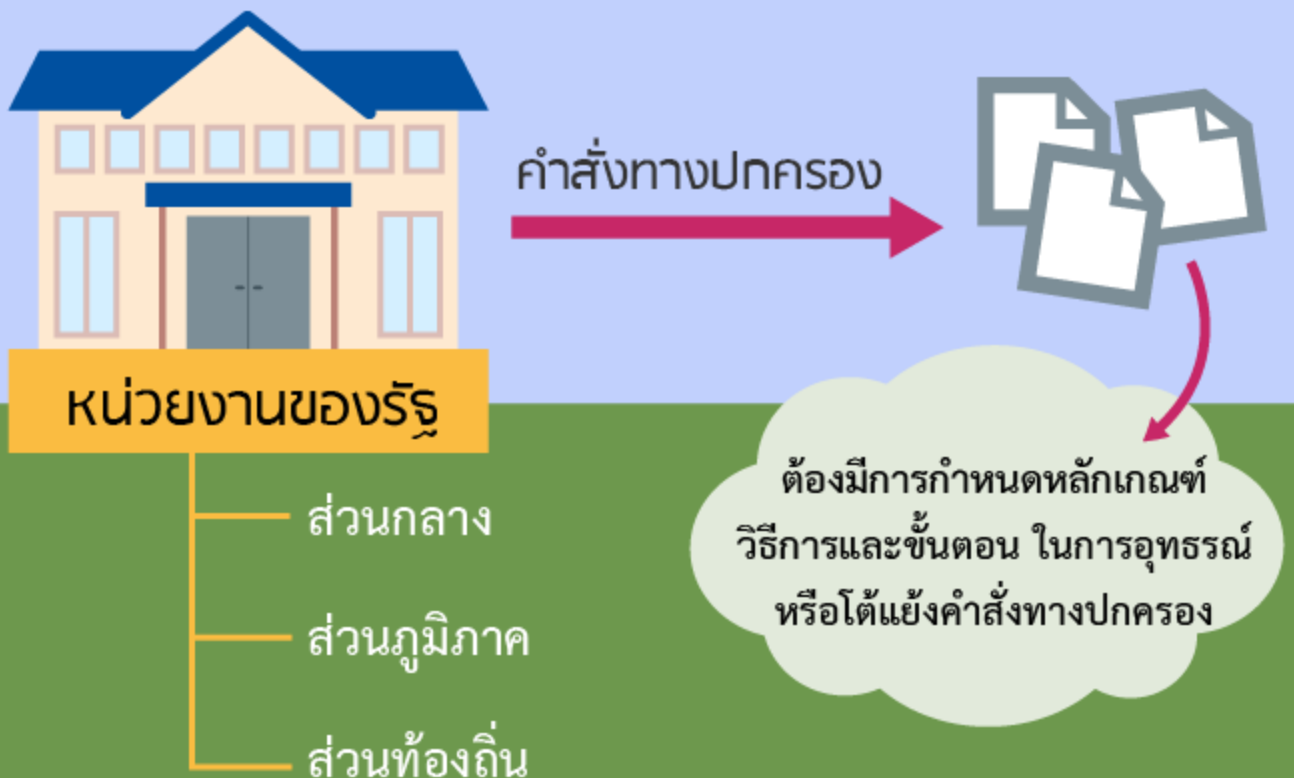 คำสั่งทางปกครอง
หน่วยงานของรัฐ
ส่วนกลาง
ส่วนภูมิภาค
ส่วนท้องถิ่น
ต้องมีการกำหนดหลักเกณฑ์
วิธีการและขั้นตอน ในการอุทธรณ์
หรือโต้แย้งคำสั่งทางปกครอง